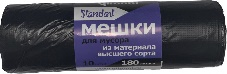 Standart
мешки
для мусора
из материала
высшего сорта
180